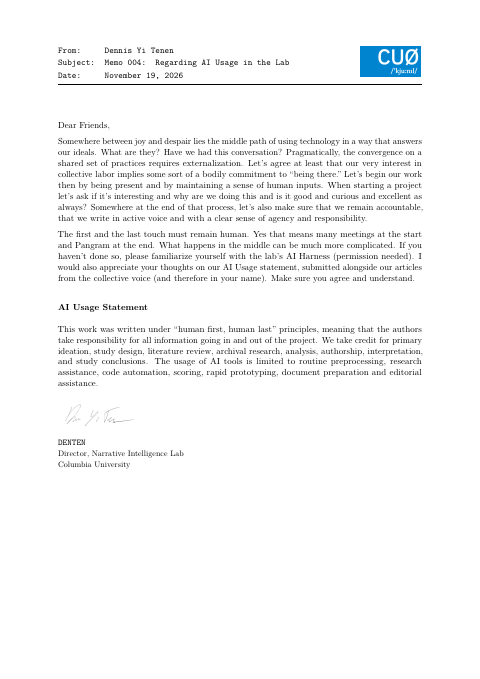 From: Dennis Yi Tenen
Subject: Memo 004: Regarding AI Usage in the Lab
Date: November 19, 2026
CUØ
/ˈkjuːnɪ/
Dear Friends,
Somewhere between joy and despair lies the middle path of using technology in a way that answers
our ideals. What are they? Have we had this conversation? Pragmatically, the convergence on a
shared set of practices requires externalization. Let's agree at least that our very interest in
collective labor implies some sort of a bodily commitment to "being there." Let's begin our work
then by being present and by maintaining a sense of human inputs. When starting a project
let's ask if it's interesting and why are we doing this and is it good and curious and excellent as
always? Somewhere at the end of that process, let's also make sure that we remain accountable,
that we write in active voice and with a clear sense of agency and responsibility.
The first and the last touch must remain human. Yes that means many meetings at the start
and Pangram at the end. What happens in the middle can be much more complicated. If you
haven't done so, please familiarize yourself with the lab's AI Harness (permission needed). I
would also appreciate your thoughts on our AI Usage statement, submitted alongside our articles
from the collective voice (and therefore in your name). Make sure you agree and understand.
AI Usage Statement
This work was written under "human first, human last" principles, meaning that the authors
take responsibility for all information going in and out of the project. We take credit for primary
ideation, study design, literature review, archival research, analysis, authorship, interpretation,
and study conclusions. The usage of AI tools is limited to routine preprocessing, research
assistance, code automation, scoring, rapid prototyping, document preparation and editorial
assistance.
DENTEN
Director, Narrative Intelligence Lab
Columbia University